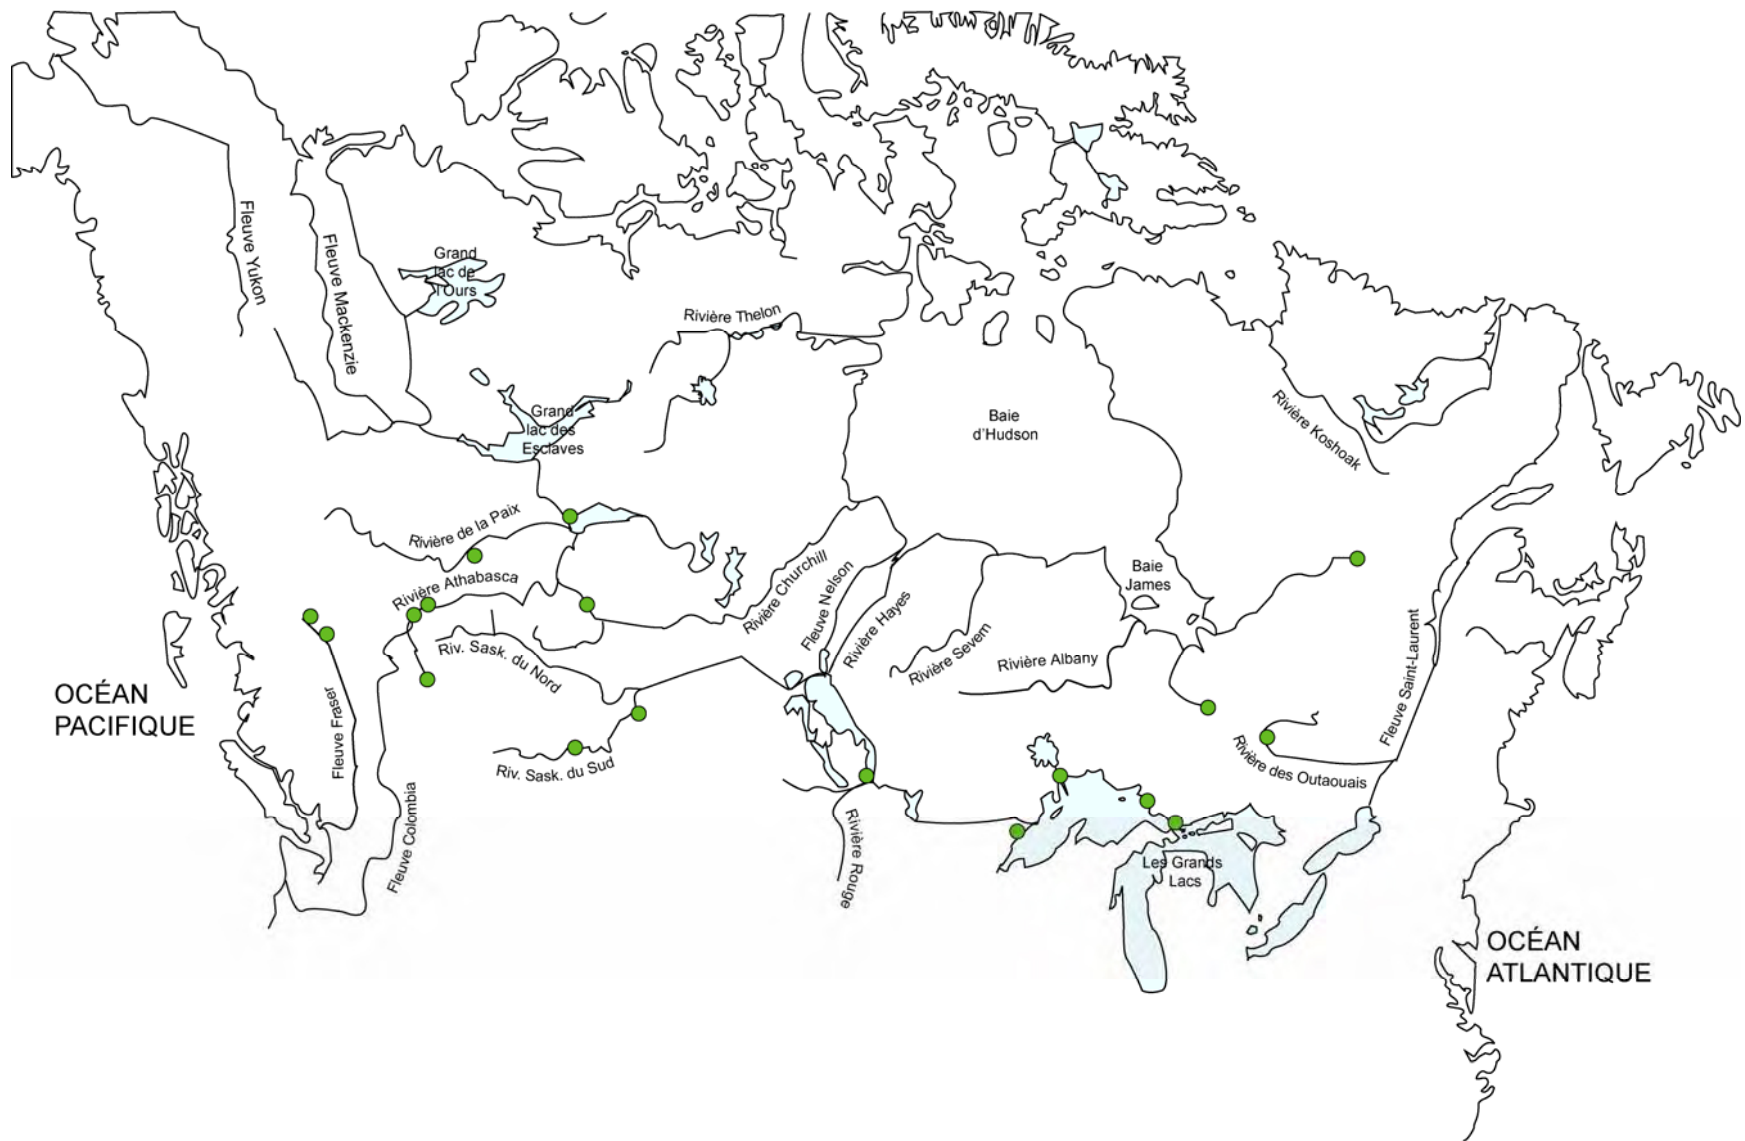 Fleuve Yukon
Fleuve Mackenzie
Grand
lac de
l'Ours
Rivière Thelon
Grand
lac des
Esclaves
Baie
d'Hudson
Rivière Koshoak
Rivière de la Paix
Rivière Athabasca
Rivière Churchill
Fleuve Nelson
Rivière Hayes
Rivière Severn
Baie
James
Riv. Sask. du Nord
Rivière Albany
Fleuve Saint-Laurent
OCÉAN
PACIFIQUE
Fleuve Fraser
Riv. Sask. du Sud
Rivière des Outaouais
Fleuve Colombia
Rivière Rouge
Les Grands
Lacs
OCÉAN
ATLANTIQUE